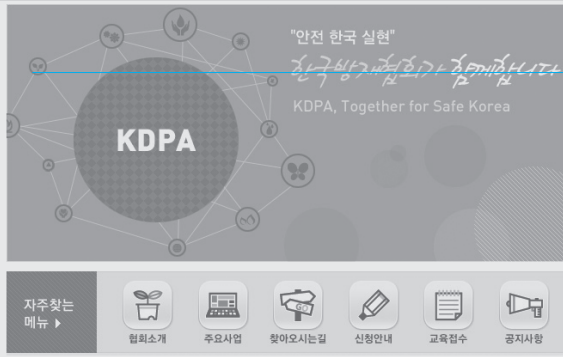 "안전 한국 실현"
한국방재협회가 함께합니다
KDPA, Together for Safe Korea
KDPA
자주찾는
메뉴
GO
협회소개
주요사업
찾아오시는길
신청안내
교육접수
공지사항